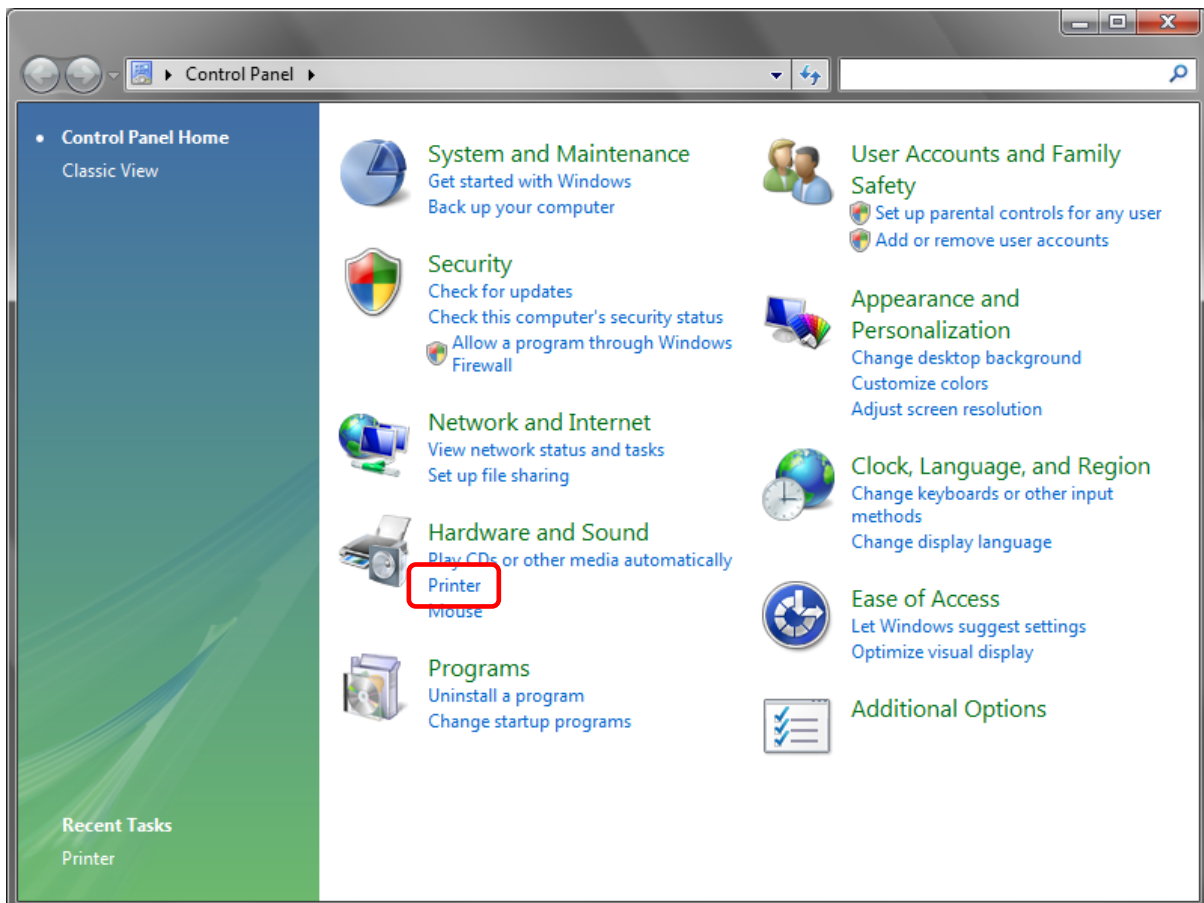 Control Panel
Control Panel Home
Classic View
Recent Tasks
Printer
System and Maintenance
Get started with Windows
Back up your computer
Security
Check for updates
Check this computer's security status
Allow a program through Windows
Firewall
Network and Internet
View network status and tasks
Set up file sharing
Hardware and Sound
Play CDs or other media automatically
Printer
Mouse
Programs
Uninstall a program
Change startup programs
User Accounts and Family
Safety
Set up parental controls for any user
Add or remove user accounts
Appearance and
Personalization
Change desktop background
Customize colors
Adjust screen resolution
Clock, Language, and Region
Change keyboards or other input
methods
Change display language
Ease of Access
Let Windows suggest settings
Optimize visual display
Additional Options